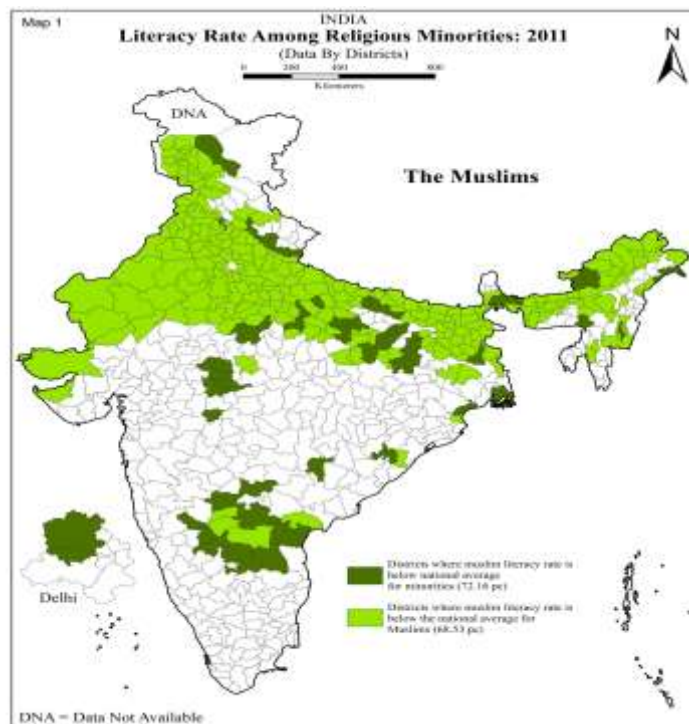 Map 1
INDIA
Literacy Rate Among Religious Minorities: 2011
(Data By Districts)
0 200 400 800
Kilometers
N
DNA
The Muslims
Delhi
Districts where muslim literacy rate is
below national average
for minorities (72.16 pc)
Districts where muslim literacy rate is
below the national average for
Muslims (68.53 pc)
DNA = Data Not Available